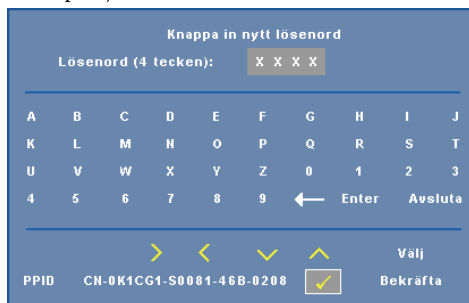 Knappa in nytt lösenord
Lösenord (4 tecken): X X X X
A B C D E F G H I J
K L M N O P Q R S T
U V W X Y Z 0 1 2 3
4 5 6 7 8 9 ← Enter Avsluta
Välj
PPID CN-0K1CG1-S0081-46B-0208 ✓ Bekräfta